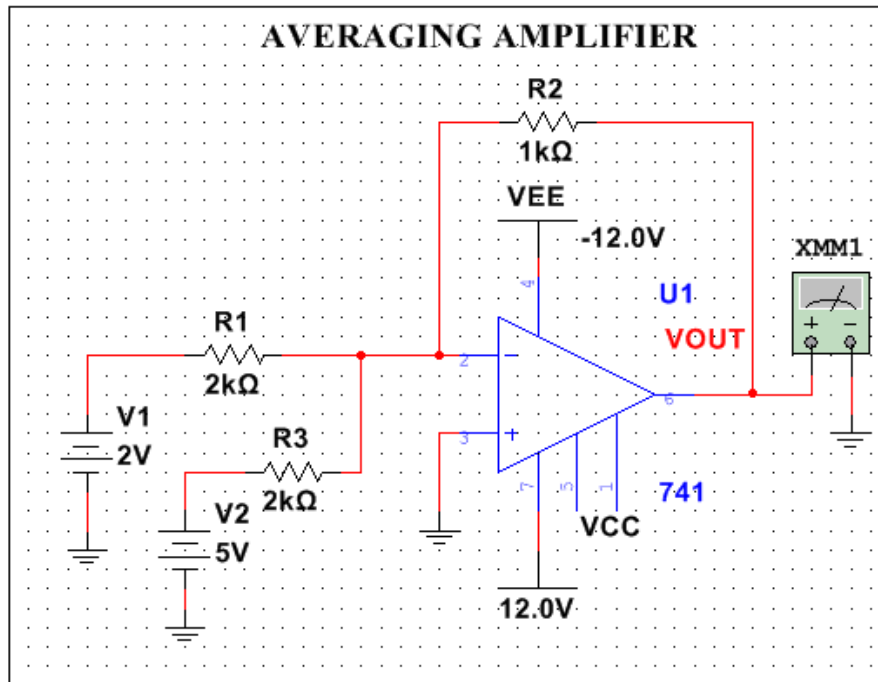 AVERAGING AMPLIFIER
R2
1kΩ
VEE
-12.0V
XMM1
4
U1
VOUT
R1
2
6
2kΩ
V1
2V
R3
3
2kΩ
7
5
1
741
V2
VCC
5V
12.0V